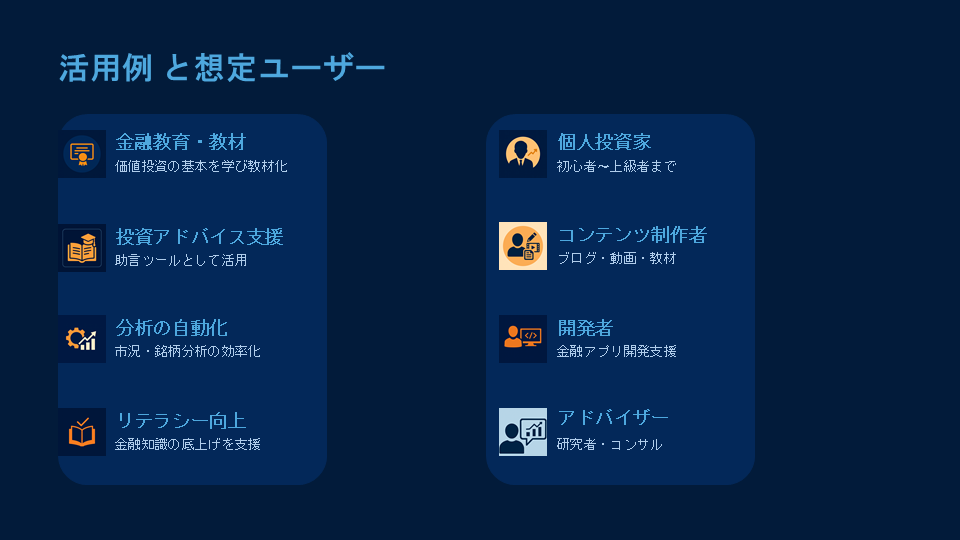 活用例 と想定ユーザー
金融教育・教材
価値投資の基本を学び教材化
投資アドバイス支援
助言ツールとして活用
分析の自動化
市況・銘柄分析の効率化
リテラシー向上
金融知識の底上げを支援
個人投資家
初心者～上級者まで
コンテンツ制作者
ブログ・動画・教材
開発者
金融アプリ開発支援
アドバイザー
研究者・コンサル